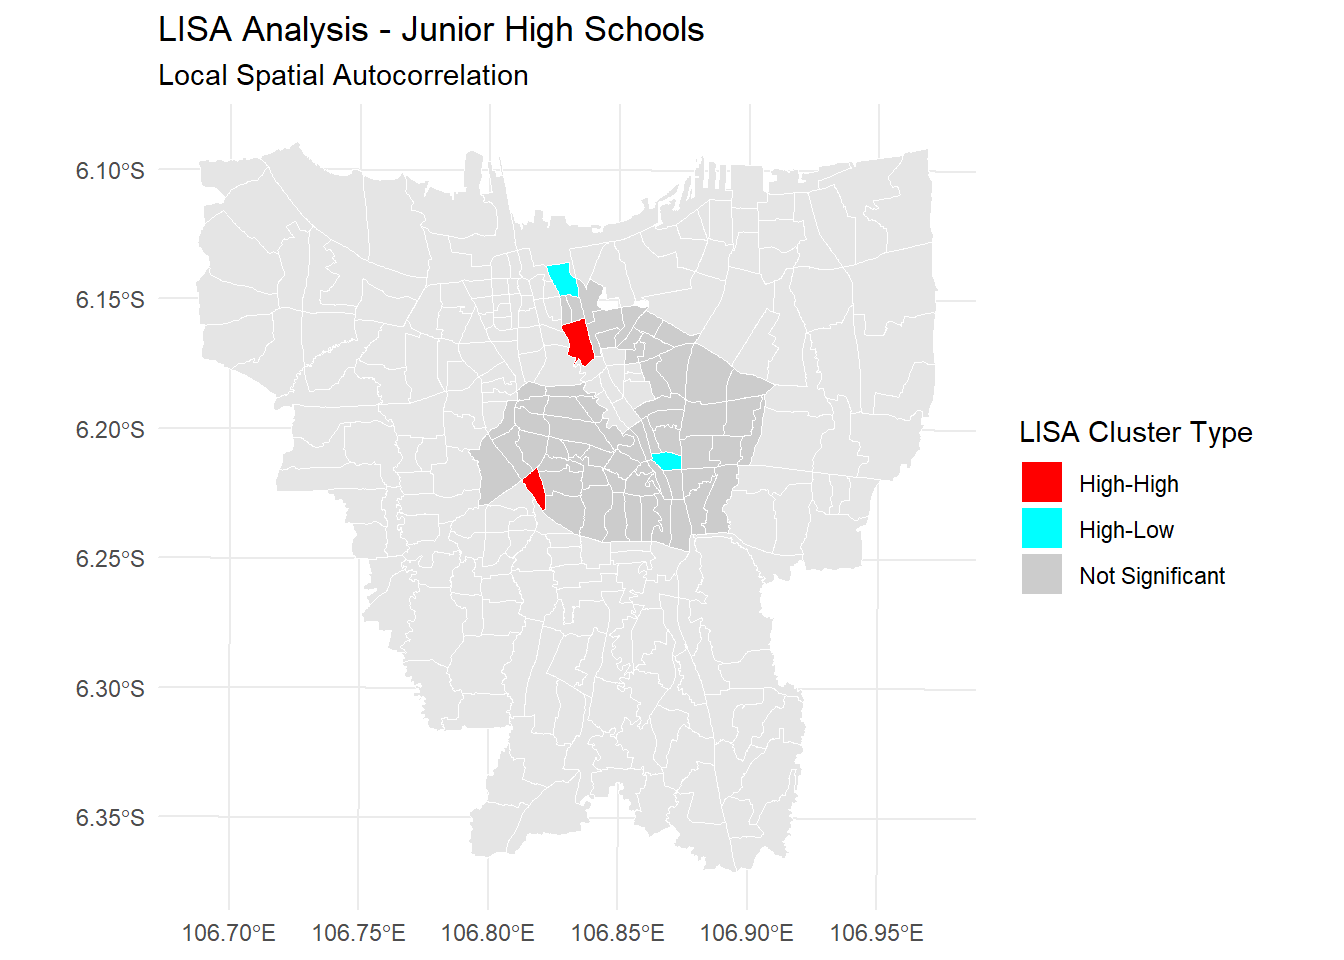 LISA Analysis - Junior High Schools
Local Spatial Autocorrelation
6.10°S
6.15°S
6.20°S
6.25°S
6.30°S
6.35°S
106.70°E
106.75°E
106.80°E
106.85°E
106.90°E
106.95°E
LISA Cluster Type
High-High
High-Low
Not Significant